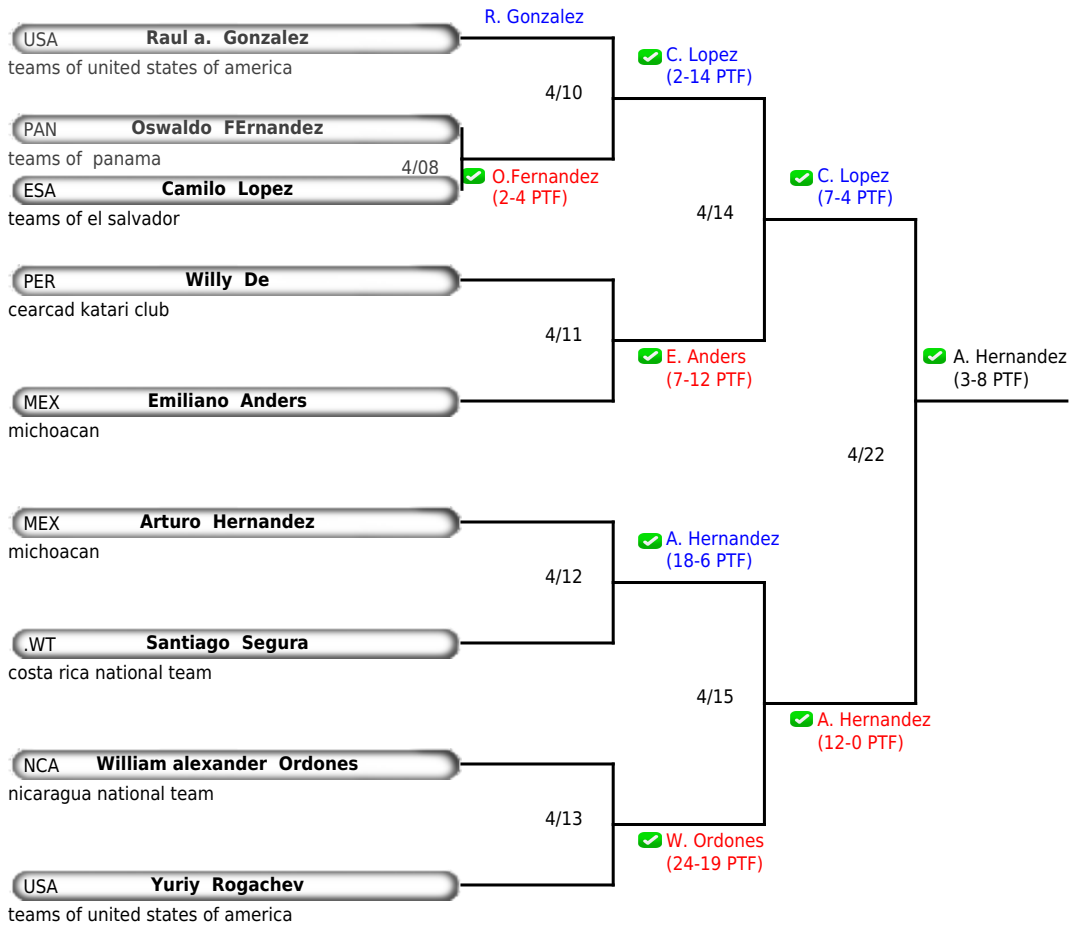 R. Gonzalez
USA Raul a. Gonzalez
teams of united states of america
C. Lopez
(2-14 PTF)
4/10
PAN Oswaldo FErnandez
teams of panama
4/08
O.Fernandez
(2-4 PTF)
ESA Camilo Lopez
teams of el salvador
C. Lopez
(7-4 PTF)
4/14
PER Willy De
cearcad katari club
4/11
E. Anders
(7-12 PTF)
A. Hernandez
(3-8 PTF)
MEX Emiliano Anders
michoacan
4/22
MEX Arturo Hernandez
michoacan
A. Hernandez
(18-6 PTF)
4/12
.WT Santiago Segura
costa rica national team
4/15
A. Hernandez
(12-0 PTF)
NCA William alexander Ordones
nicaragua national team
4/13
W. Ordones
(24-19 PTF)
USA Yuriy Rogachev
teams of united states of america